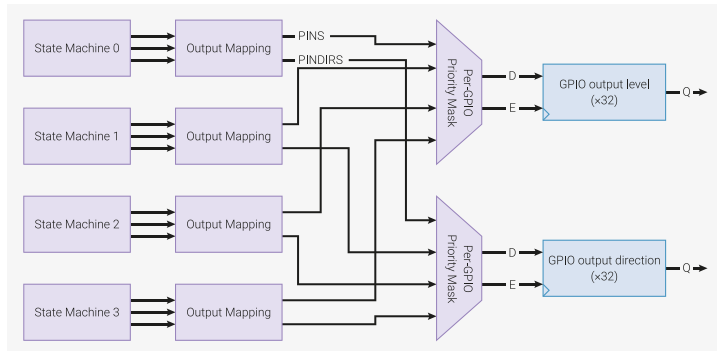 State Machine 0
Output Mapping
PINS
PINDIRS
Per-GPIO
Priority Mask
D
E
GPIO output level
(×32)
Q
State Machine 1
Output Mapping
State Machine 2
Output Mapping
Per-GPIO
Priority Mask
D
E
GPIO output direction
(×32)
Q
State Machine 3
Output Mapping